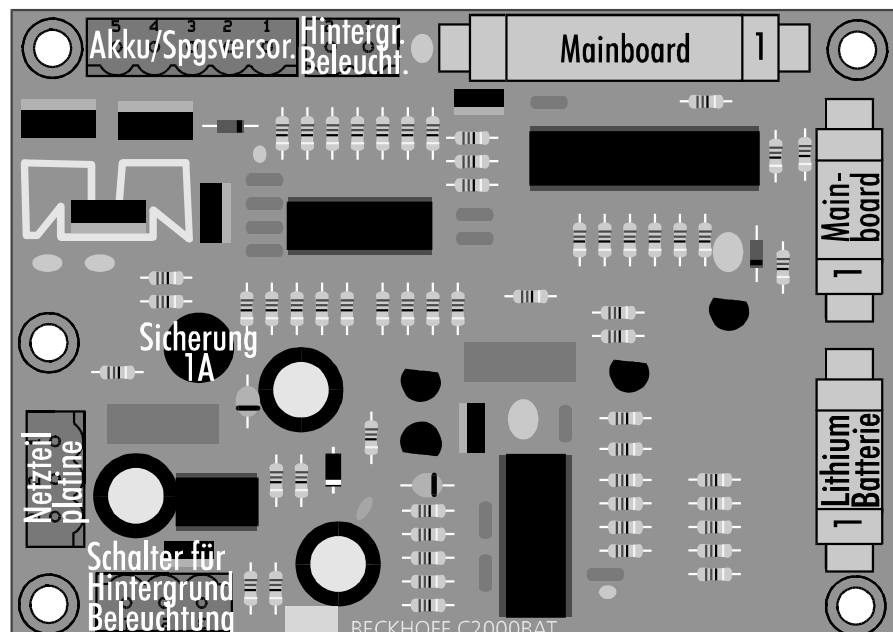 5 4 2 1
Akku/Spgsversor.
Hintergr.
Beleucht.
Mainboard 1
Main-
board
1
Sicherung
1A
Netzteil
platine
Lithium
Batterie
1
Schalter für
Hintergrund
Beleuchtung
BECKHOFF C2000BAT